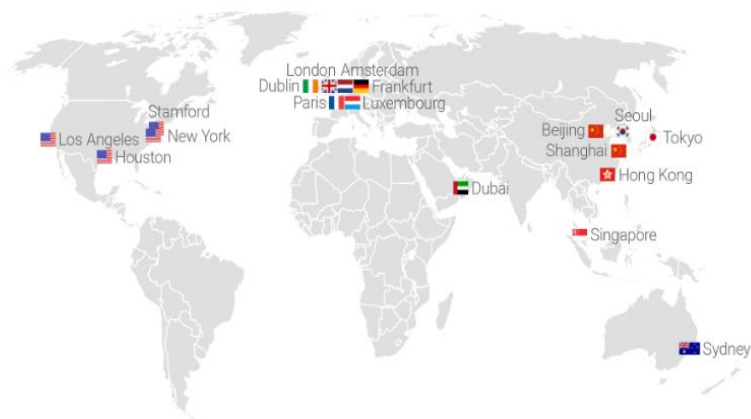 London Amsterdam
Dublin Frankfurt
Paris Luxembourg
Stamford
Los Angeles New York
Houston
Seoul
Beijing Tokyo
Shanghai
Dubai Hong Kong
Singapore
Sydney